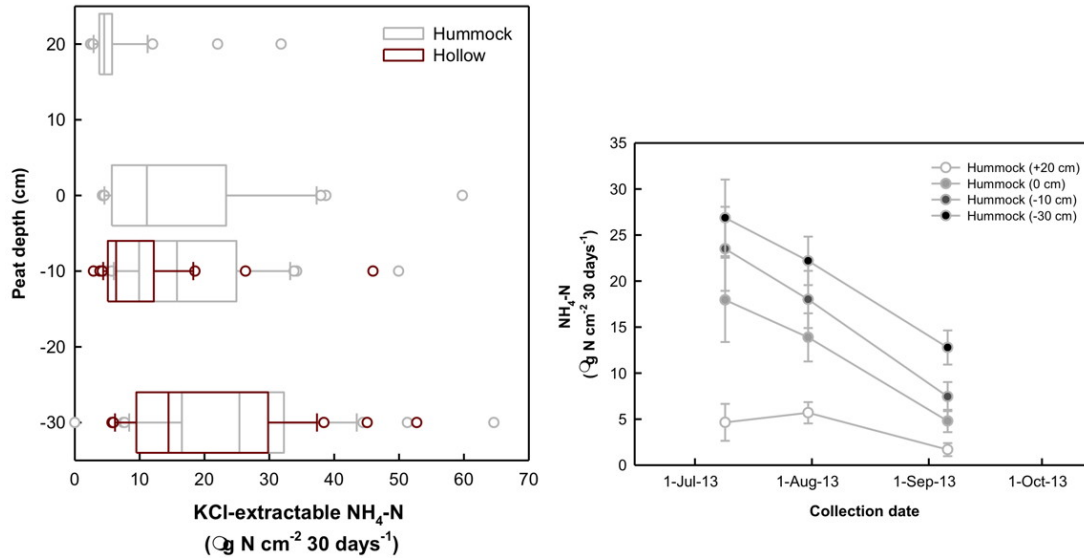 20
10
0
-10
-20
-30
Peat depth (cm)
Hummock
Hollow
0 10 20 30 40 50 60 70
KCl-extractable NH₄-N
g N cm⁻² 30 days⁻¹)
35
30
25
20
15
10
5
0
NH₄-N
g N cm⁻² 30 days⁻¹)
Hummock (+20 cm)
Hummock (0 cm)
Hummock (-10 cm)
Hummock (-30 cm)
1-Jul-13 1-Aug-13 1-Sep-13 1-Oct-13
Collection date